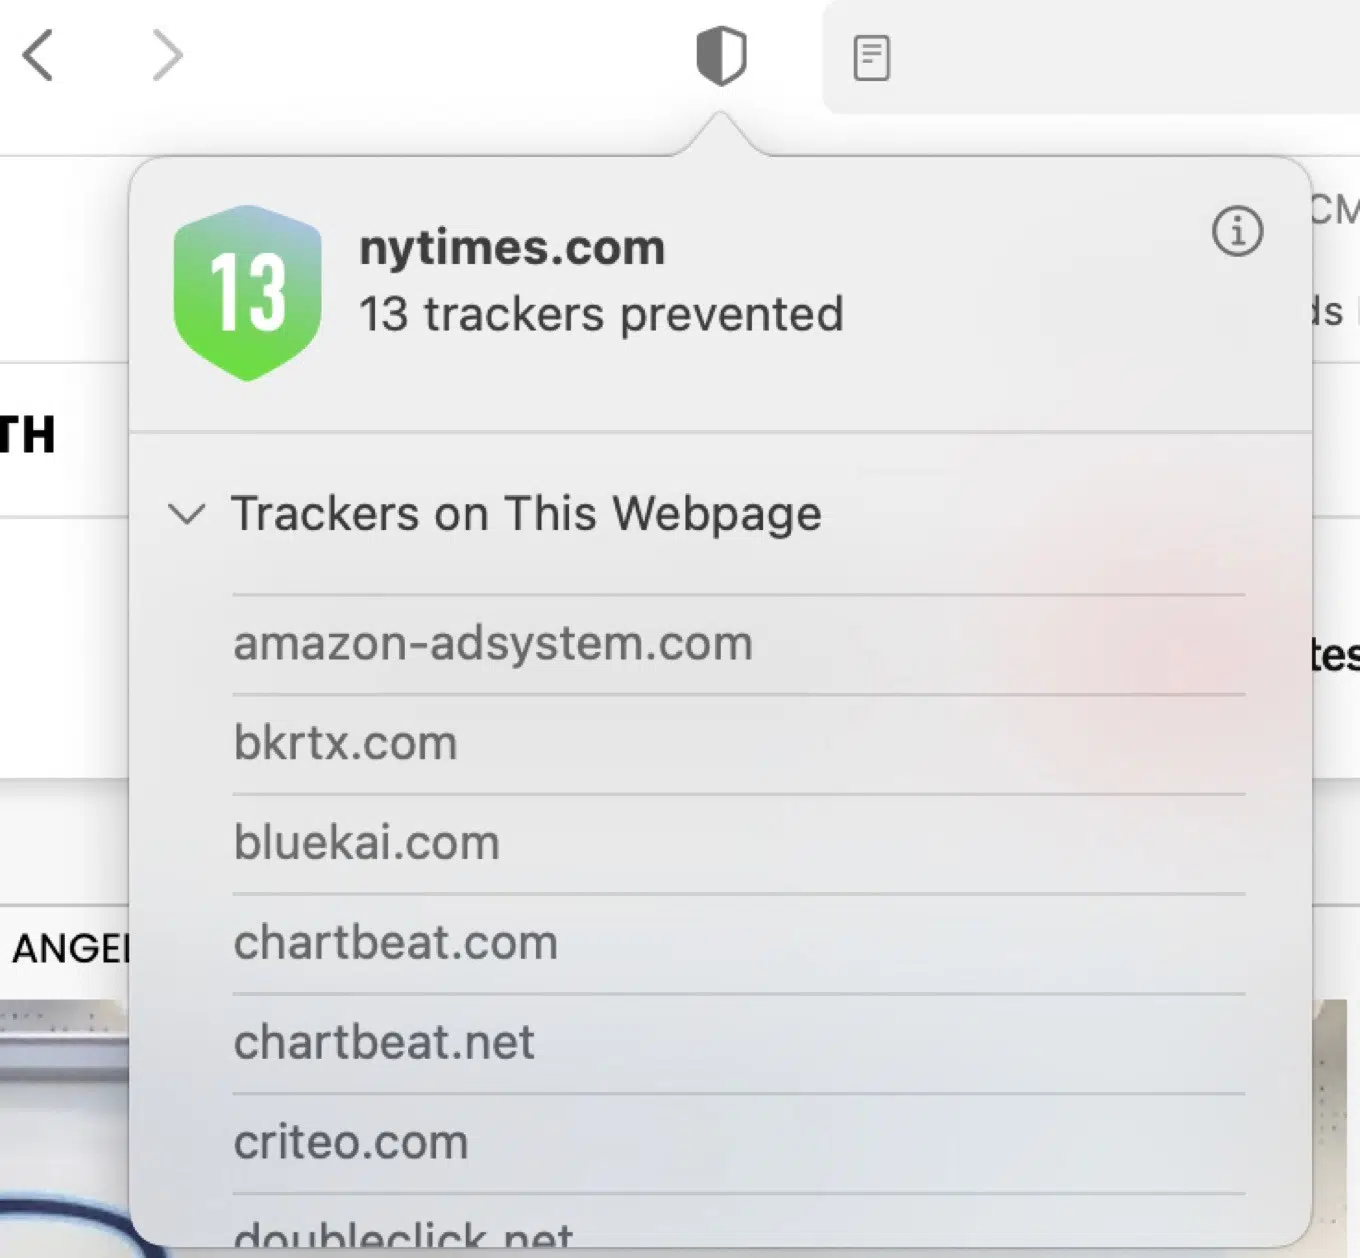 13
nytimes.com
13 trackers prevented
CM
ds
TH
Trackers on This Webpage
amazon-adsystem.com
tes
bkrtx.com
bluekai.com
chartbeat.com
ANGEL
chartbeat.net
criteo.com
doubleclick.net